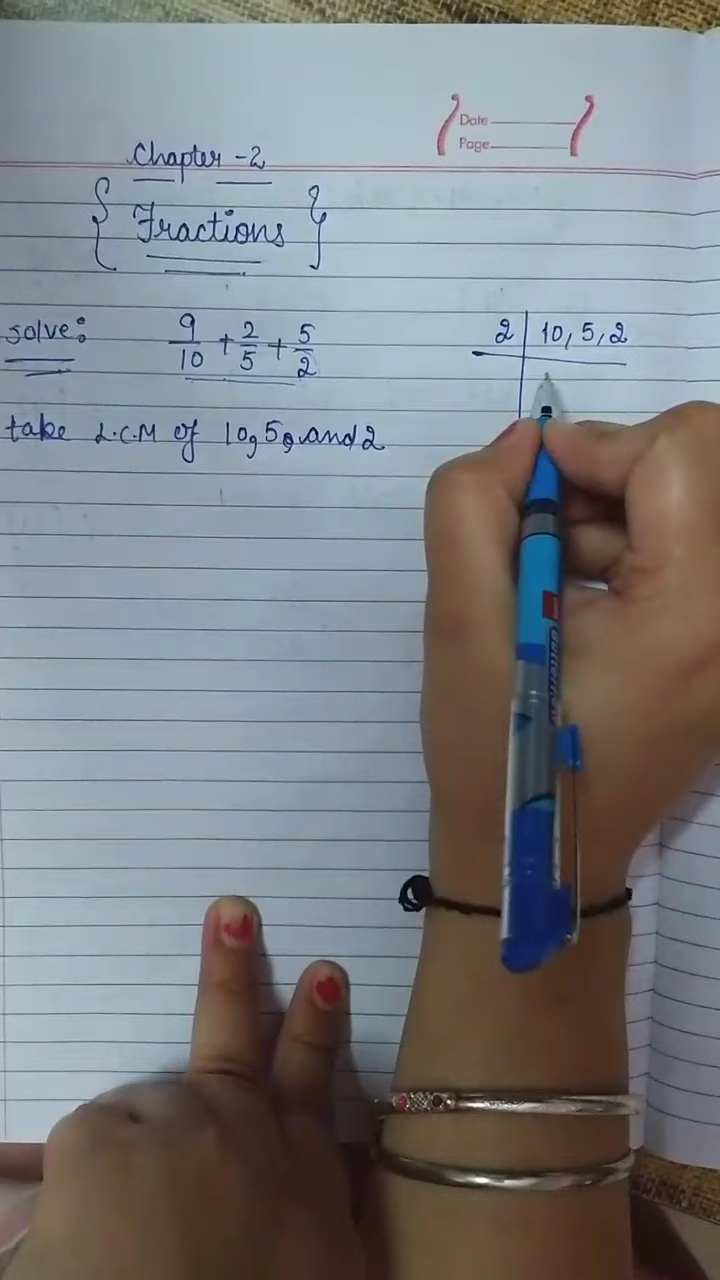 Date
Page
Chapter - 2
{ Fractions }
solve: 9/10 + 2/5 + 5/2
2 | 10, 5, 2
take L.C.M of 10, 5, and 2